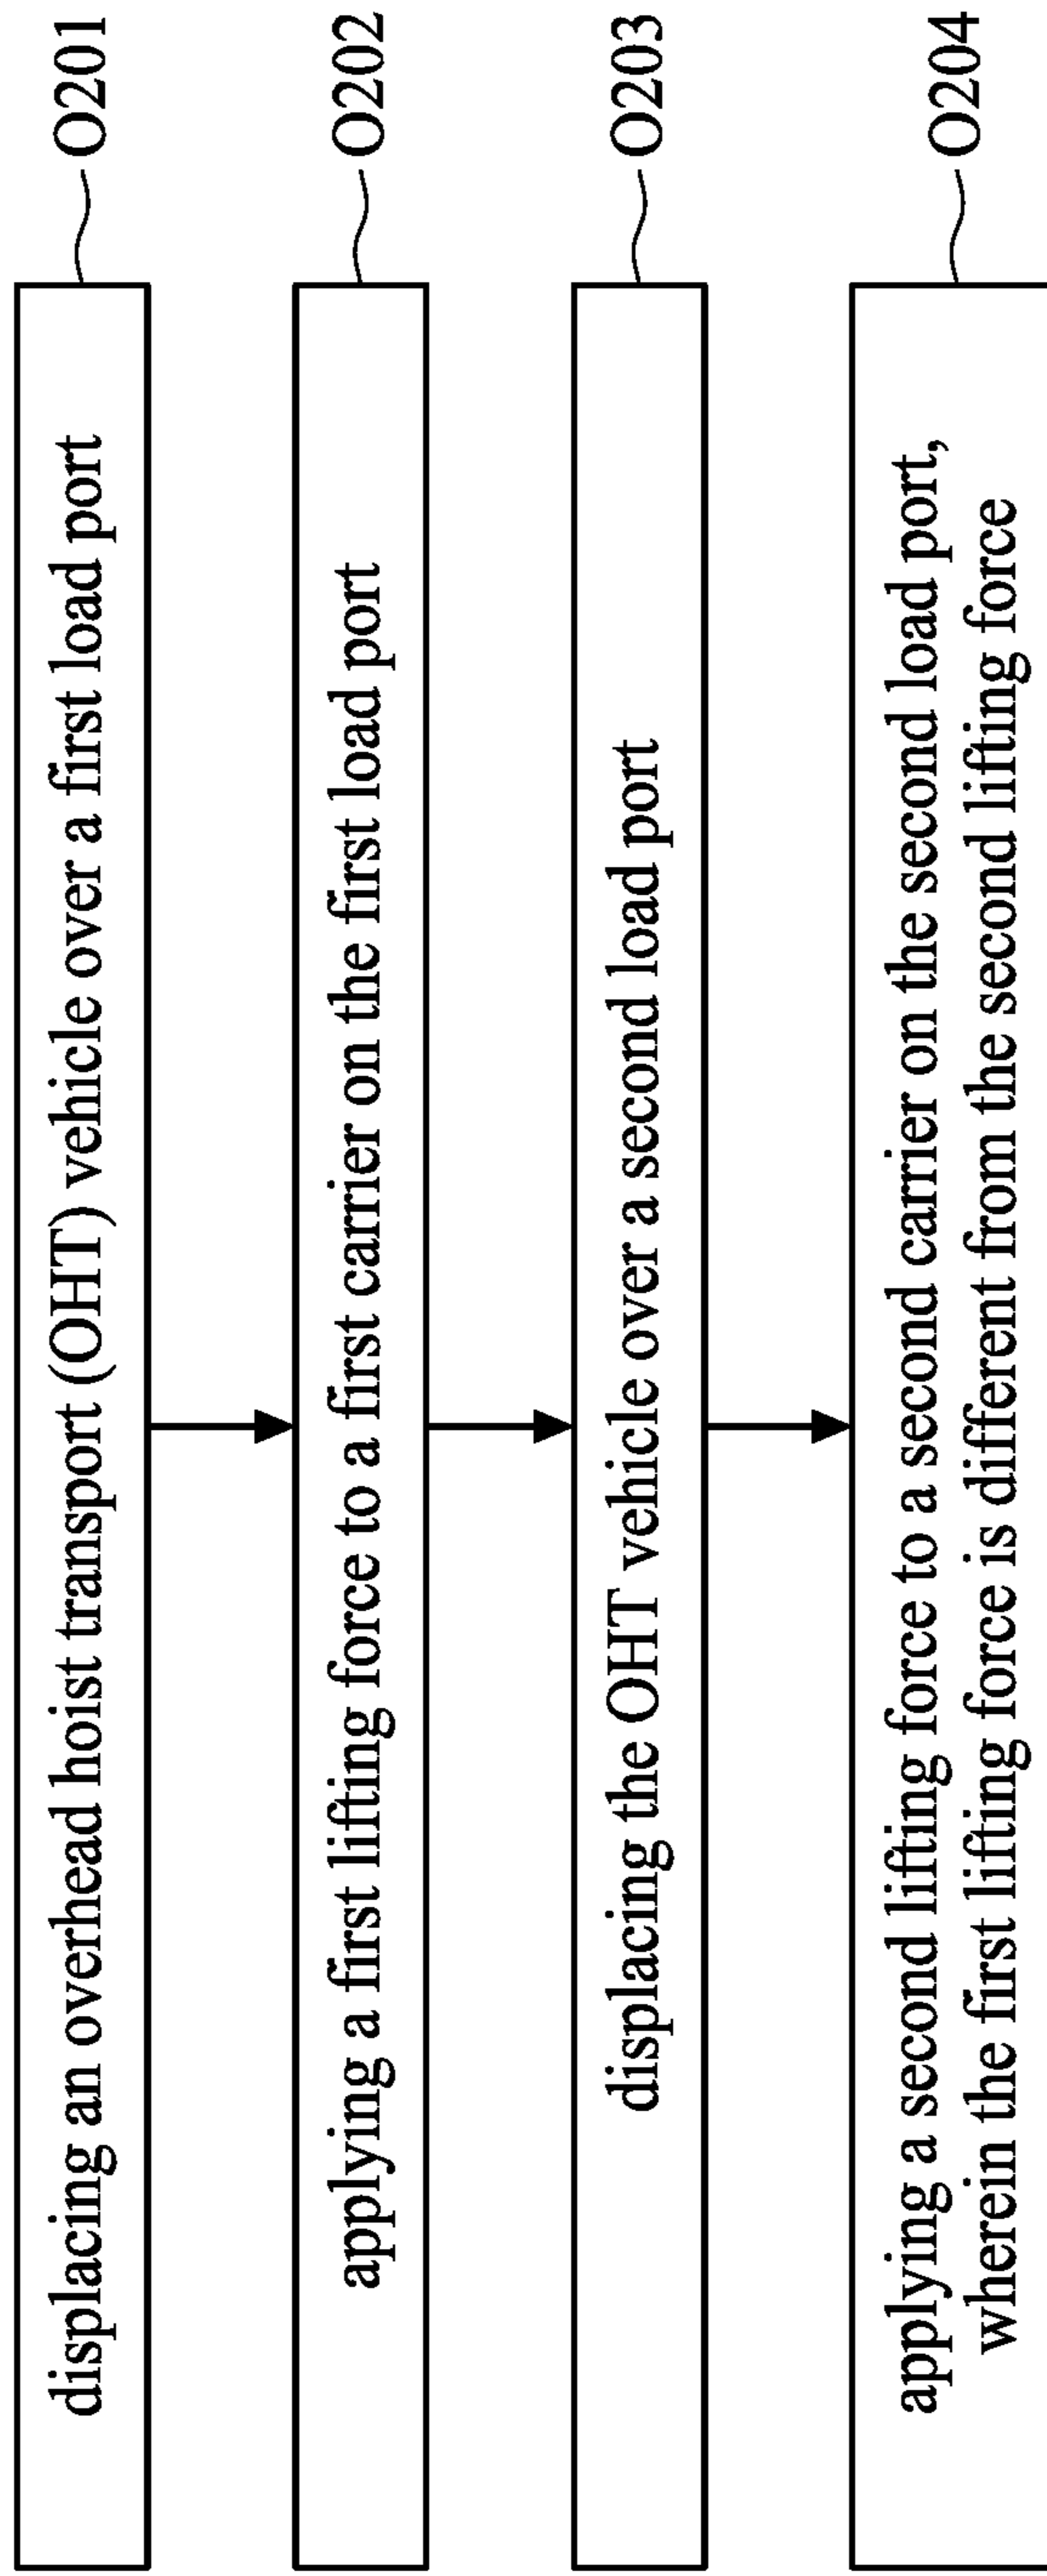 displacing an overhead hoist transport (OHT) vehicle over a first load port
O201
applying a first lifting force to a first carrier on the first load port
O202
displacing the OHT vehicle over a second load port
O203
applying a second lifting force to a second carrier on the second load port,
wherein the first lifting force is different from the second lifting force
O204